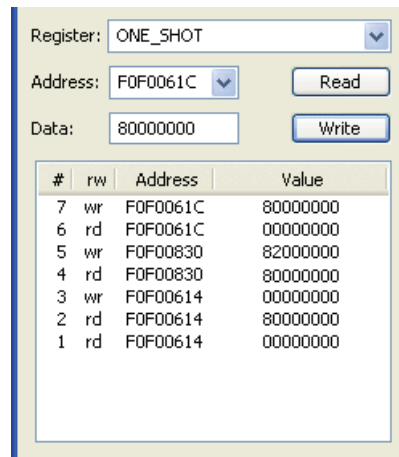 Register: ONE_SHOT
Address: F0F0061C Read
Data: 80000000 Write
# rw Address Value
7 wr F0F0061C 80000000
6 rd F0F0061C 00000000
5 wr F0F00830 82000000
4 rd F0F00830 80000000
3 wr F0F00614 00000000
2 rd F0F00614 80000000
1 rd F0F00614 00000000